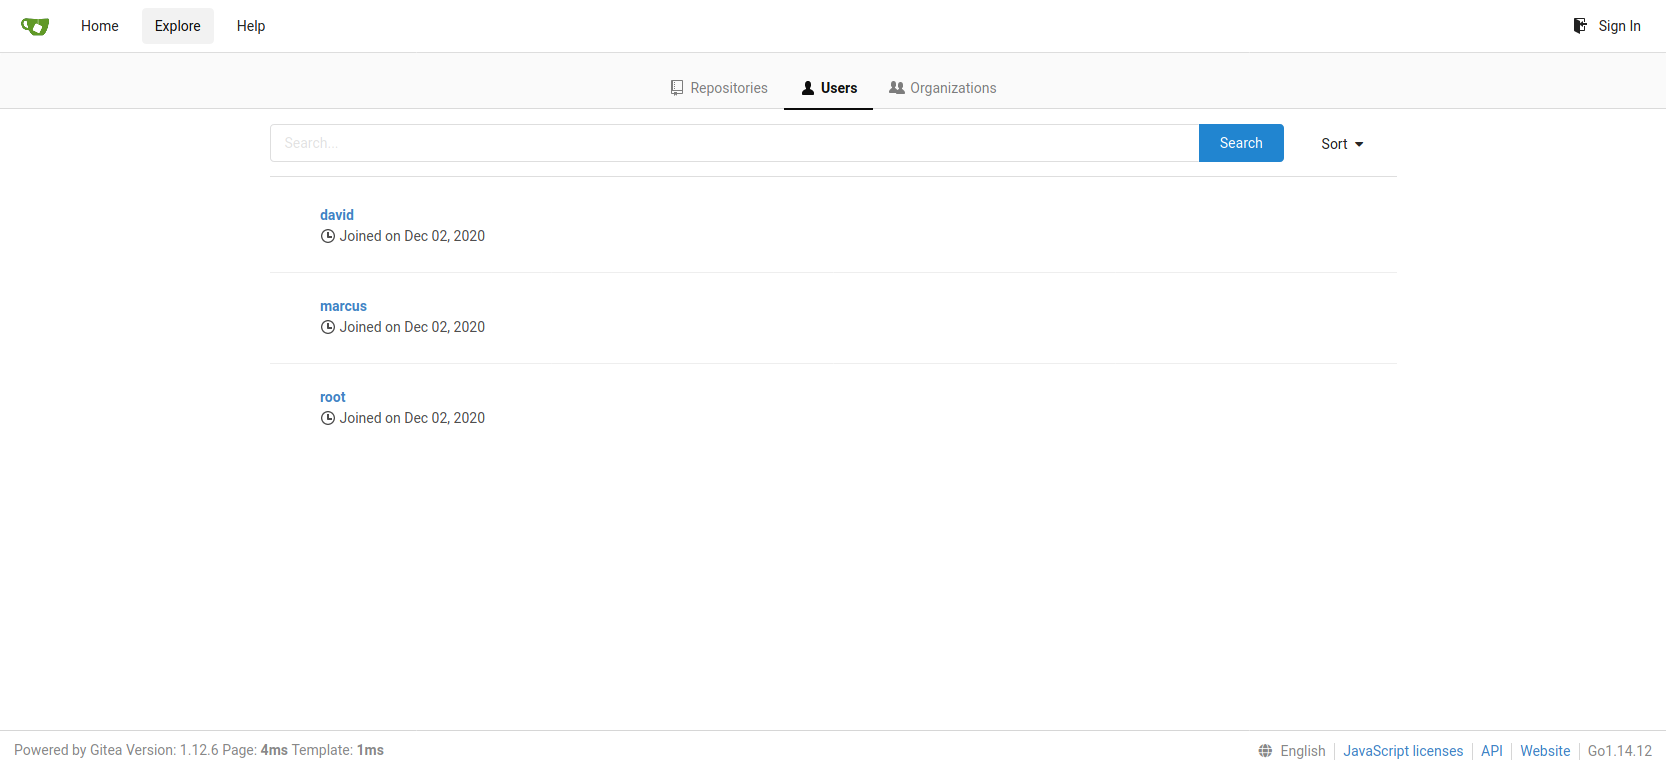 Home Explore Help Sign In
Repositories Users Organizations
Search... Search Sort
david
Joined on Dec 02, 2020
marcus
Joined on Dec 02, 2020
root
Joined on Dec 02, 2020
Powered by Gitea Version: 1.12.6 Page: 4ms Template: 1ms English JavaScript licenses API Website Go1.14.12